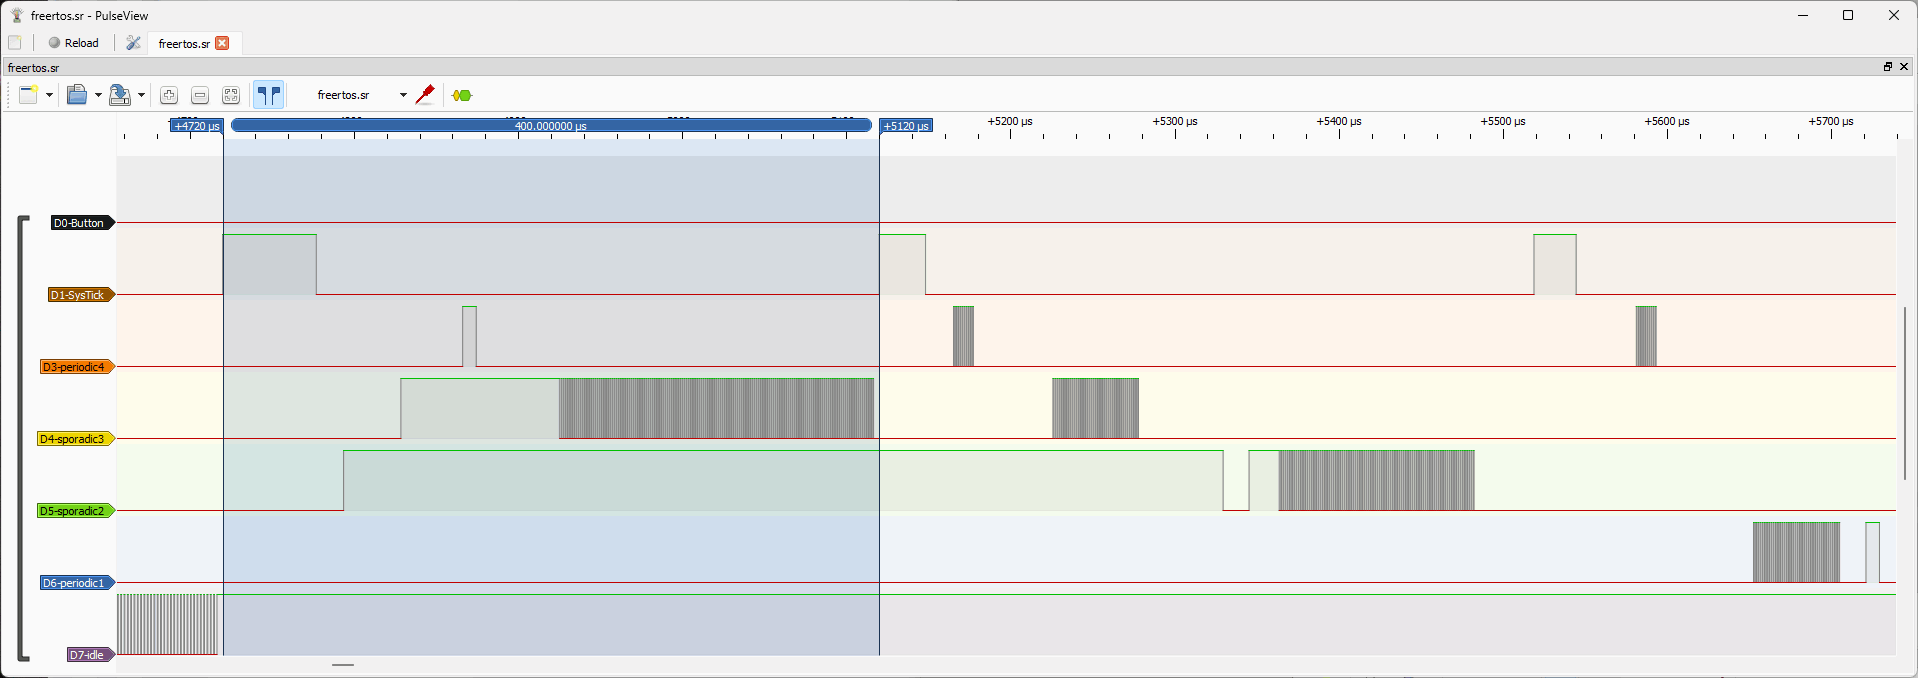 freertos.sr - PulseView
Reload
freertos.sr
freertos.sr
freertos.sr
+4720 µs
400.000000 µs
+5120 µs
+5200 µs
+5300 µs
+5400 µs
+5500 µs
+5600 µs
+5700 µs
D0-Button
D1-SysTick
D3-periodic4
D4-sporadic3
D5-sporadic2
D6-periodic1
D7-idle